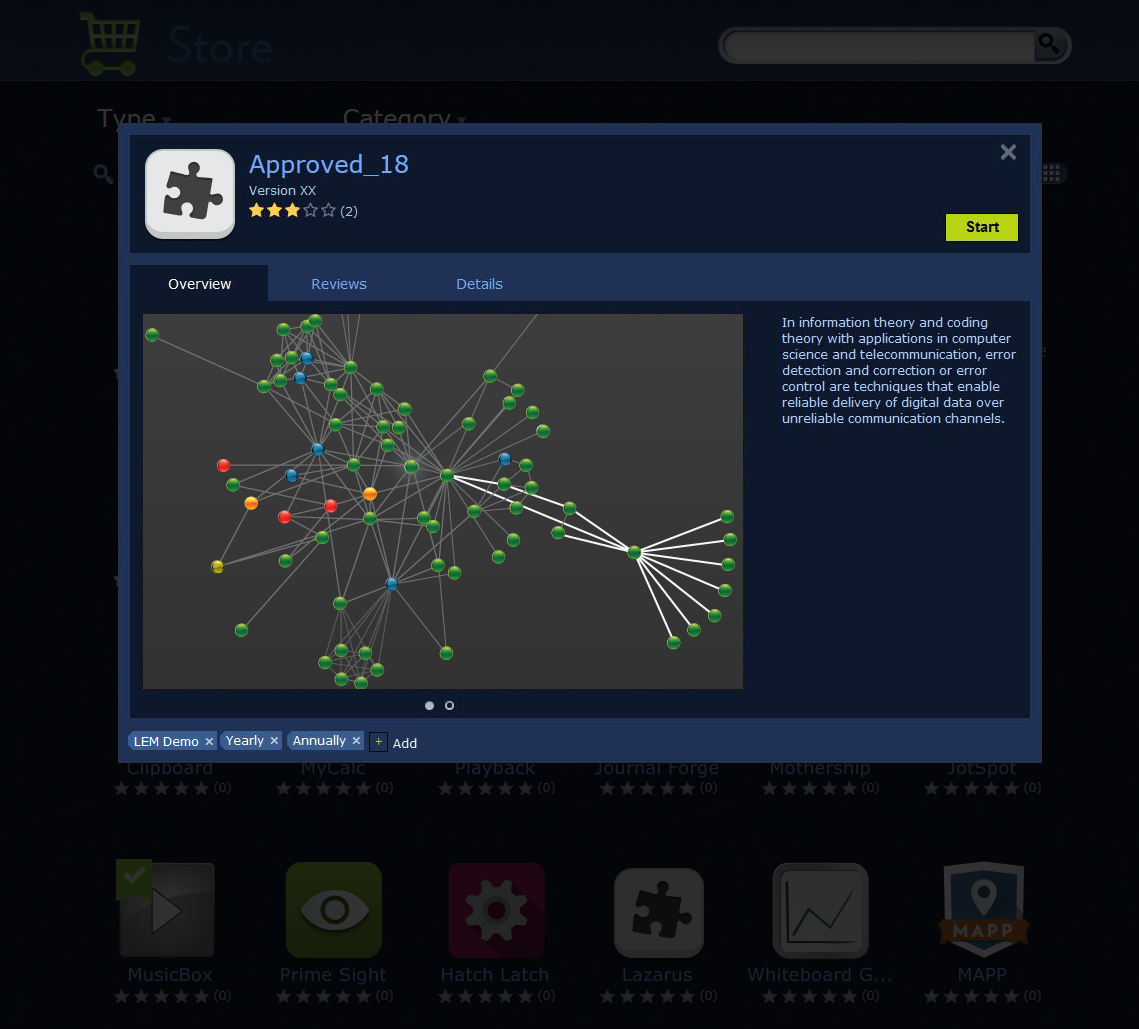 Store
Type
Category
Approved_18
Version XX
(2)
Start
Overview
Reviews
Details
In information theory and coding
theory with applications in computer
science and telecommunication, error
detection and correction or error
control are techniques that enable
reliable delivery of digital data over
unreliable communication channels.
LEM Demo
Yearly
Annually
+ Add
Clipboard
MyCalc
Playback
Journal Forge
Mothership
JotSpot
(0)
(0)
(0)
(0)
(0)
(0)
MAPP
MusicBox
Prime Sight
Hatch Latch
Lazarus
Whiteboard G...
MAPP
(0)
(0)
(0)
(0)
(0)
(0)